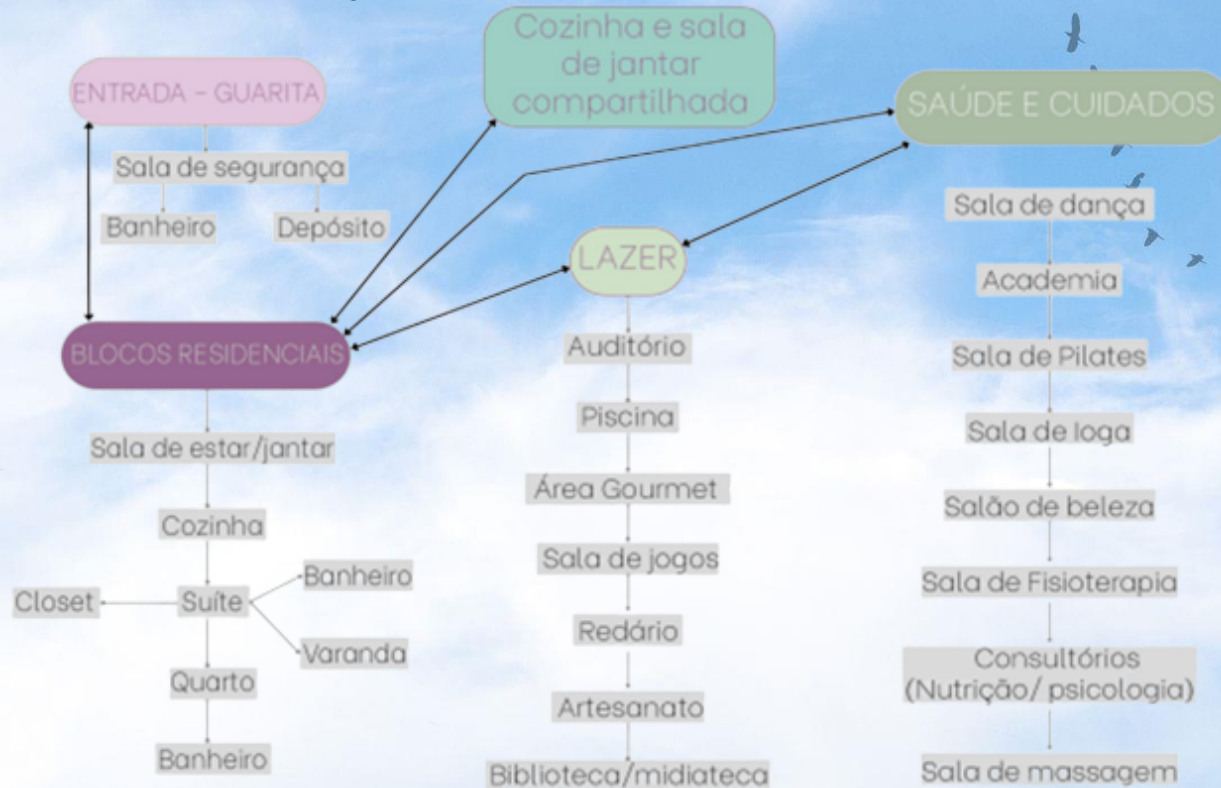 ENTRADA - GUARITA
Sala de segurança
Banheiro
Depósito
Cozinha e sala
de jantar
compartilhada
SAÚDE E CUIDADOS
BLOCOS RESIDENCIAIS
Sala de estar/jantar
Cozinha
Suíte
Closet
Banheiro
Varanda
Quarto
Banheiro
LAZER
Auditório
Piscina
Área Gourmet
Sala de jogos
Redário
Artesanato
Biblioteca/midiateca
Sala de dança
Academia
Sala de Pilates
Sala de Ioga
Salão de beleza
Sala de Fisioterapia
Consultórios
(Nutrição/ psicologia)
Sala de massagem